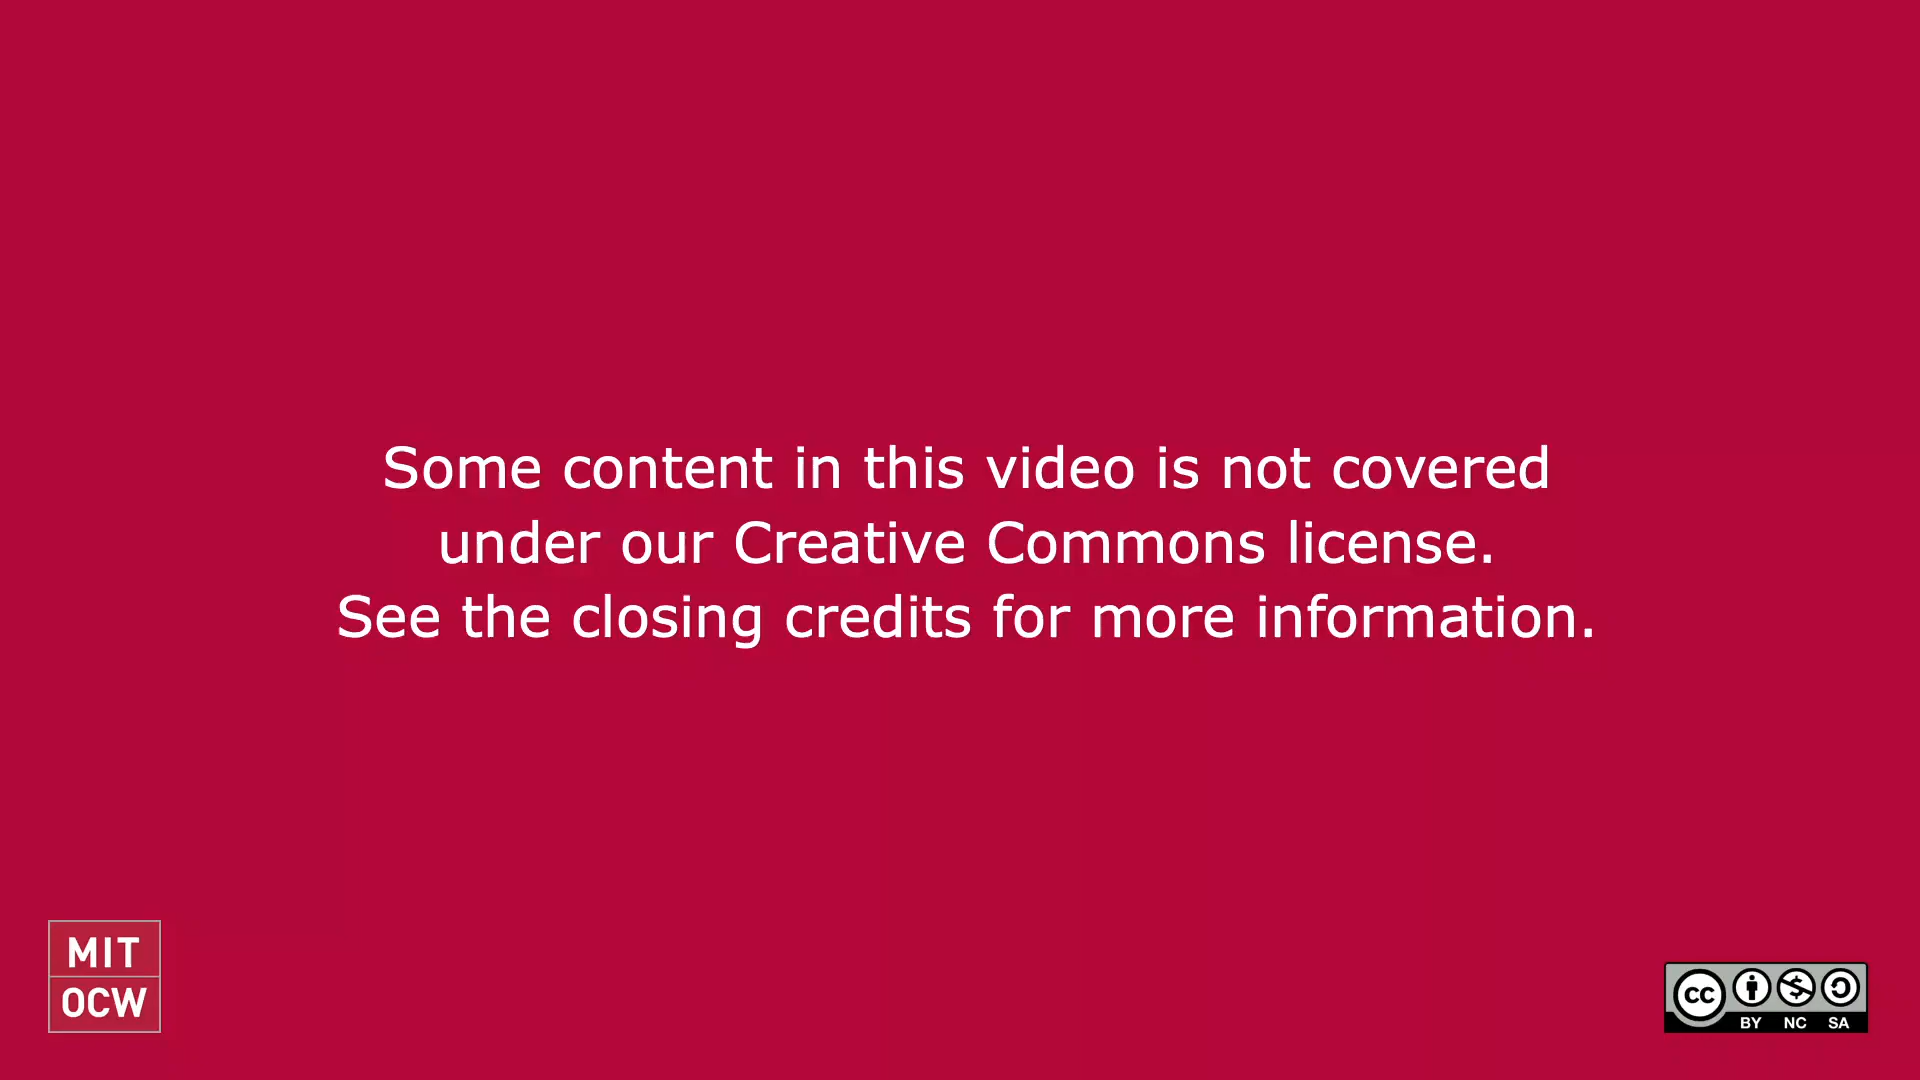 Some content in this video is not covered
under our Creative Commons license.
See the closing credits for more information.
MIT
OCW
cc
BY NC SA